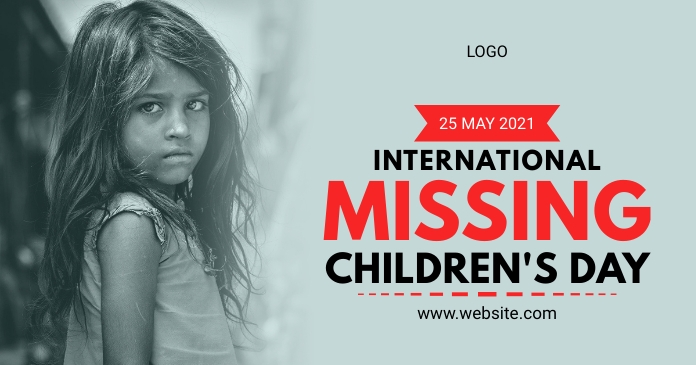 LOGO
25 MAY 2021
INTERNATIONAL
MISSING
CHILDREN'S DAY
www.website.com